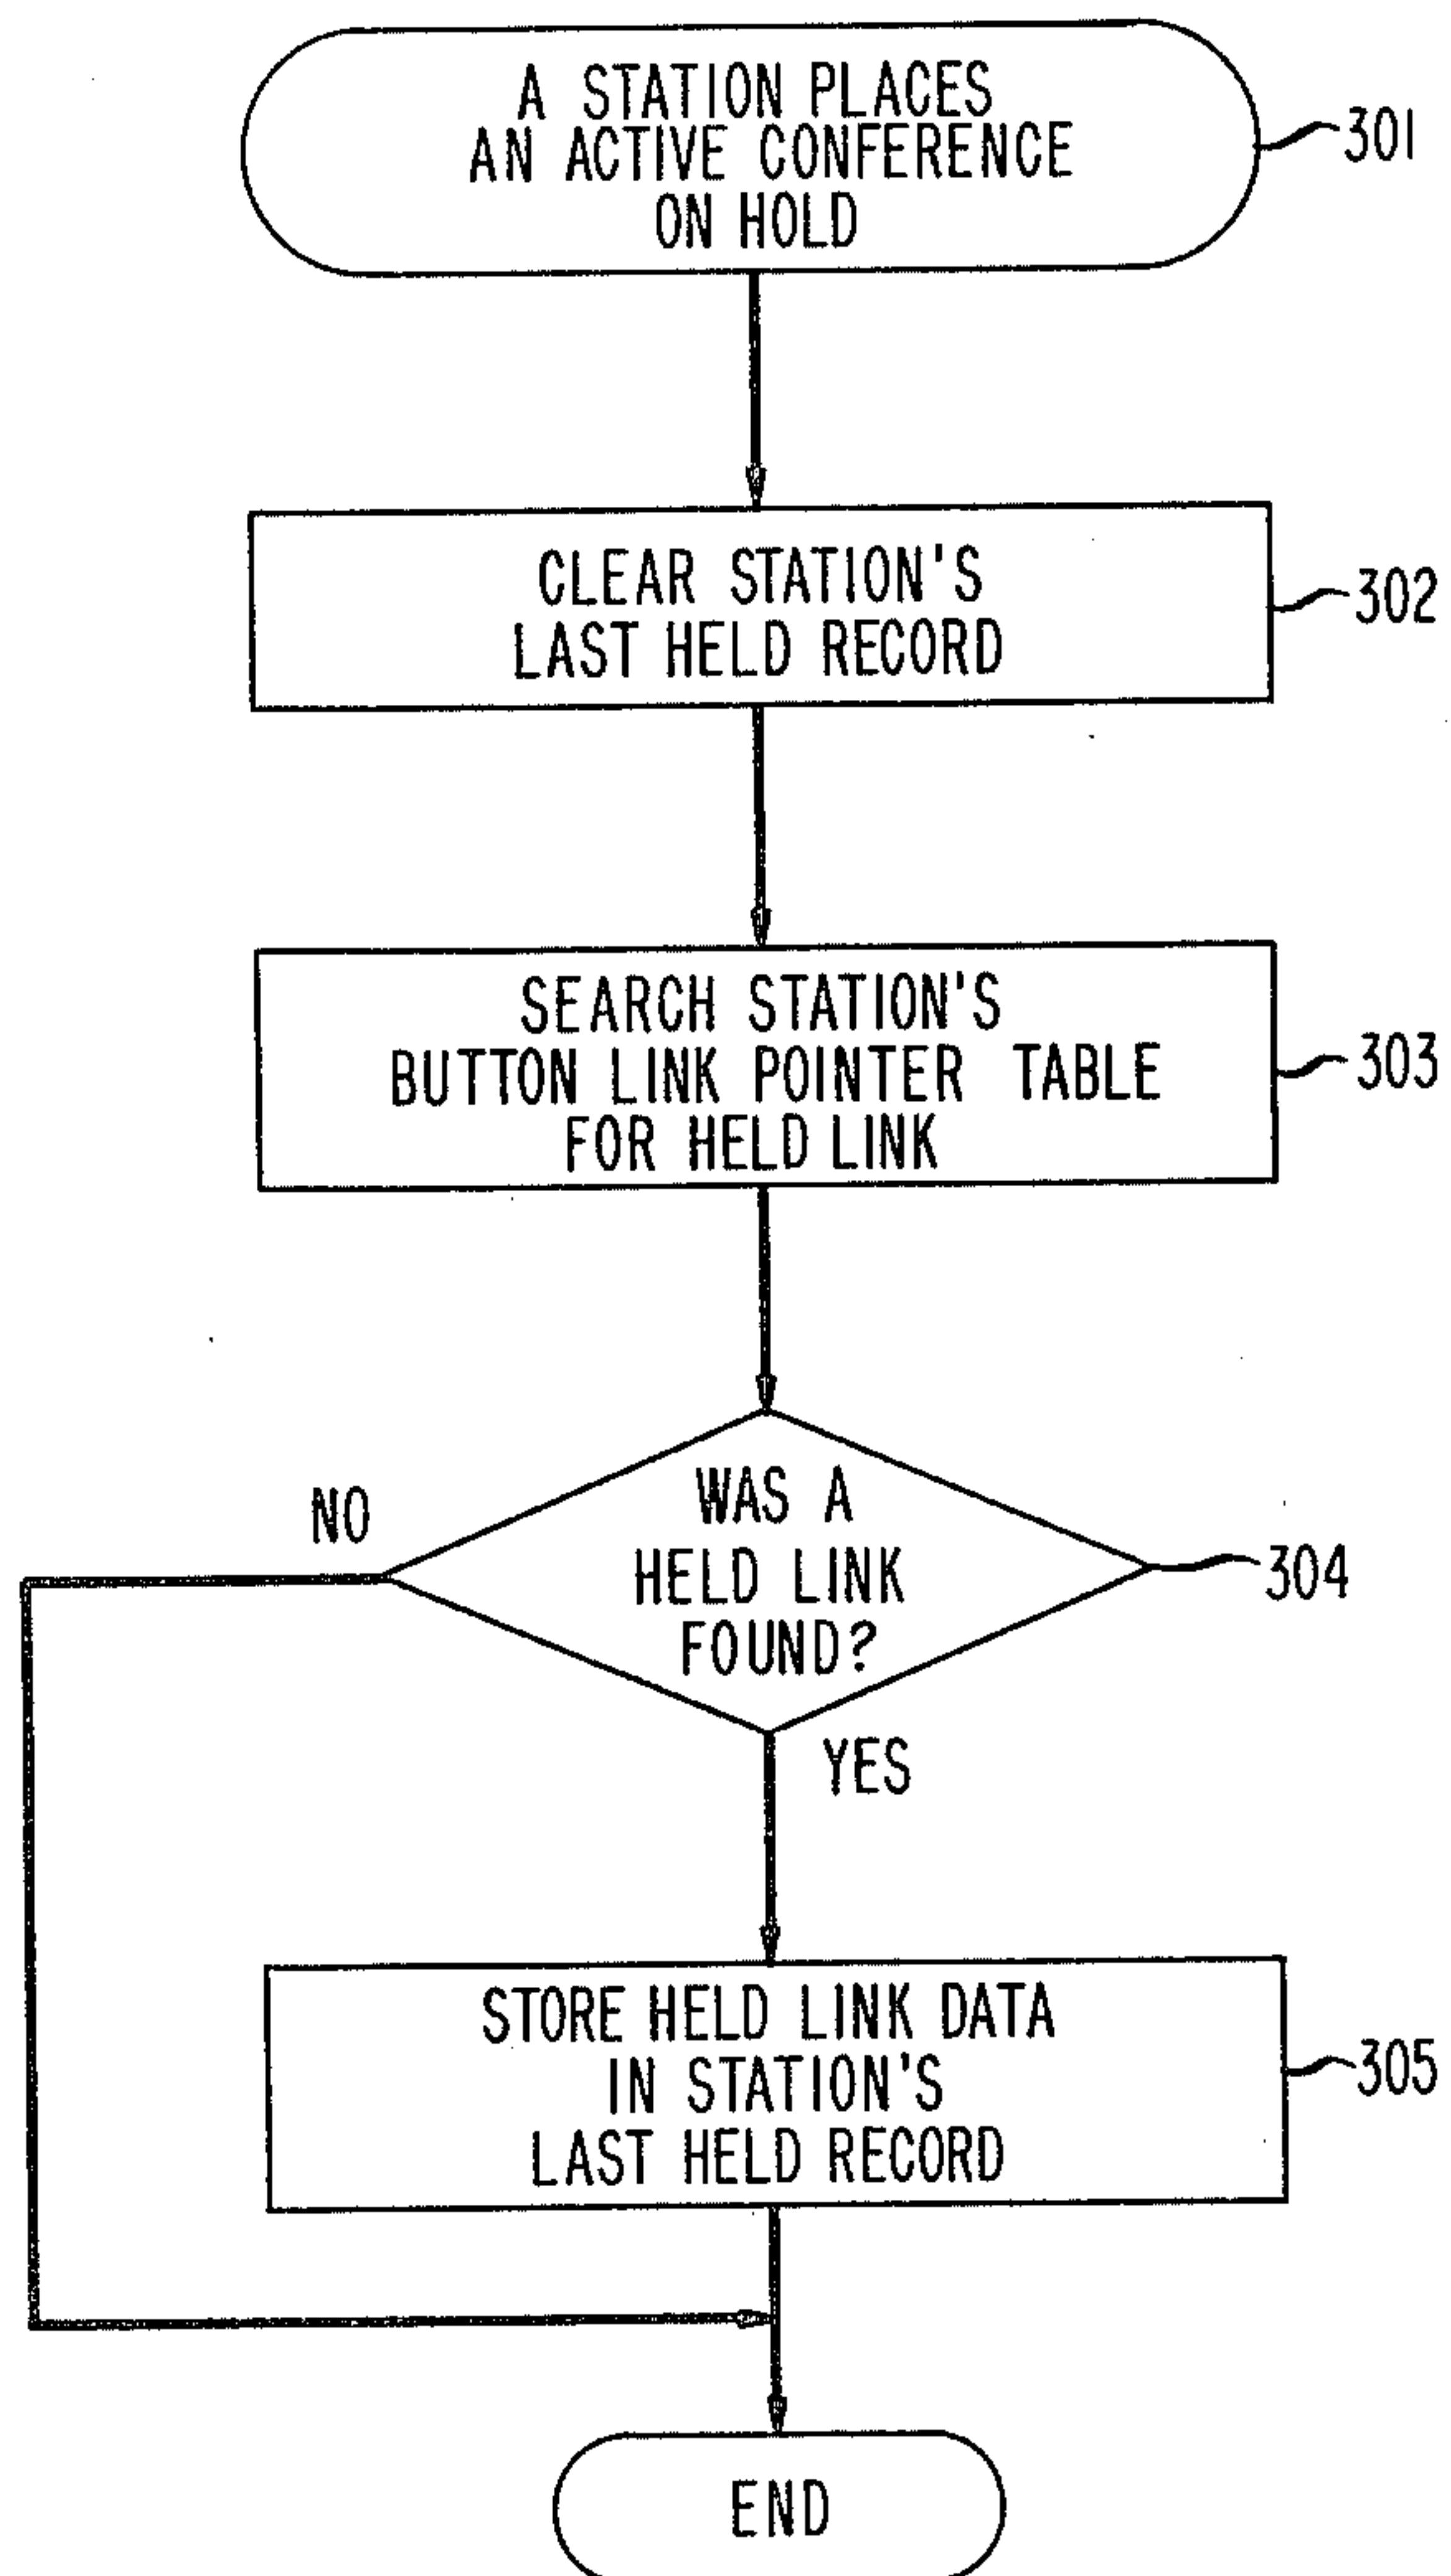 A STATION PLACES
AN ACTIVE CONFERENCE
ON HOLD
301
CLEAR STATION'S
LAST HELD RECORD
302
SEARCH STATION'S
BUTTON LINK POINTER TABLE
FOR HELD LINK
303
WAS A
HELD LINK
FOUND?
304
NO
YES
STORE HELD LINK DATA
IN STATION'S
LAST HELD RECORD
305
END